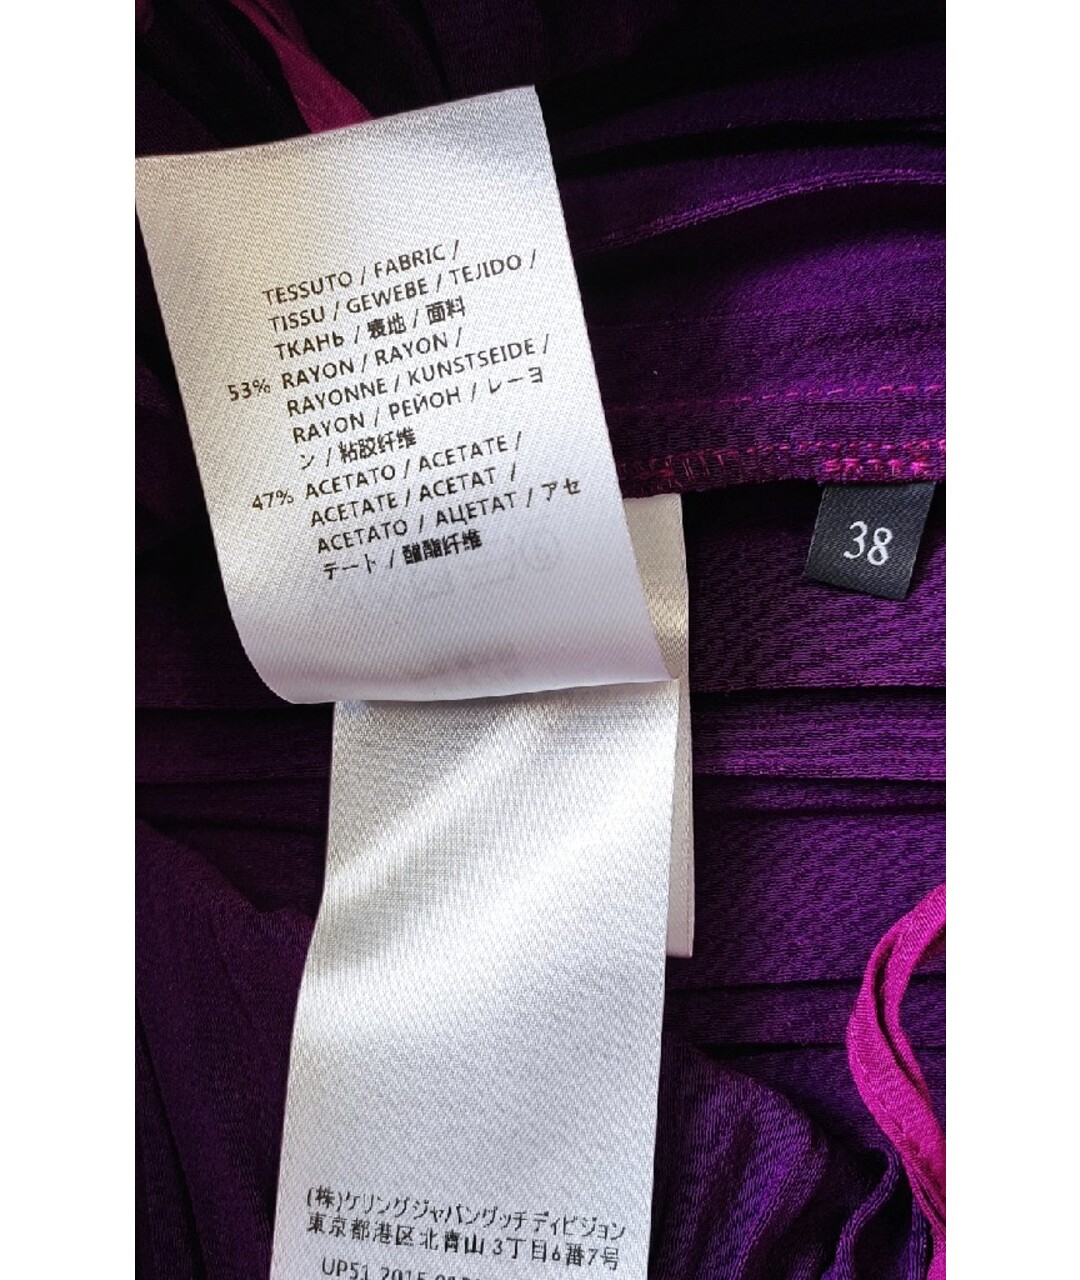 TESSUTO / FABRIC /
TISSU / GEWEBE / TEJIDO /
ТКАНЬ / 表地 / 面料
53% RAYON / RAYON /
RAYONNE / KUNSTSEIDE /
RAYON / РЕЙОН / レーヨ
ン / 粘胶纤维
47% ACETATO / ACETATE /
ACETATE / ACETAT /
ACETATO / АЦЕТАТ / アセ
テート / 醋酸纤维
38
(株)ケリングジャパングッチディビジョン
東京都港区北青山3丁目6番7号
UP51 2015